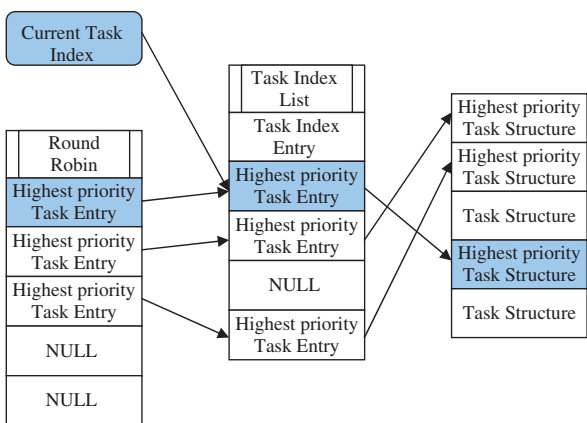 Current Task
Index
Round
Robin
Highest priority
Task Entry
Highest priority
Task Entry
Highest priority
Task Entry
NULL
NULL
Task Index
List
Task Index
Entry
Highest priority
Task Entry
Highest priority
Task Entry
NULL
Highest priority
Task Entry
Highest priority
Task Structure
Highest priority
Task Structure
Task Structure
Highest priority
Task Structure
Task Structure